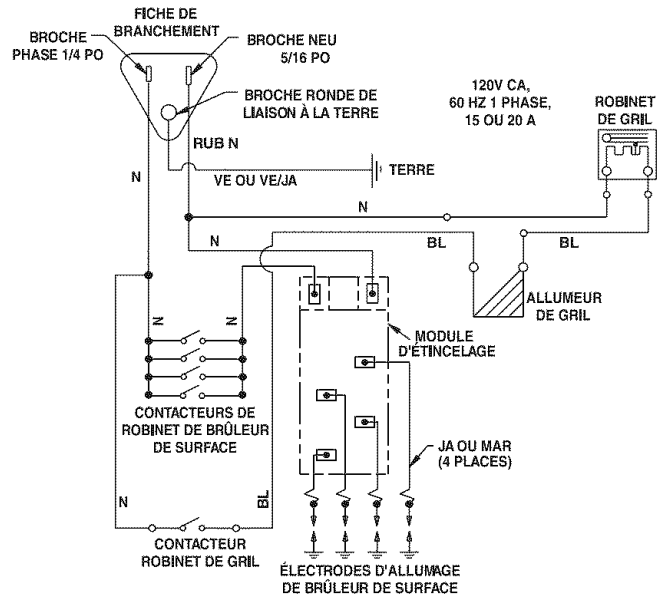 FICHE DE
BRANCHEMENT
BROCHE
PHASE 1/4 PO
BROCHE NEU
5/16 PO
BROCHE RONDE DE
LIAISON À LA TERRE
120V CA,
60 HZ 1 PHASE,
15 OU 20 A
ROBINET
DE GRIL
RUB N
N
VE OU VE/JA
TERRE
N
N
BL
BL
ALLUMEUR
DE GRIL
MODULE
D'ÉTINCELAGE
N
N
CONTACTEURS DE
ROBINET DE BRÛLEUR
DE SURFACE
JA OU MAR
(4 PLACES)
N
BL
CONTACTEUR
ROBINET DE GRIL
ÉLECTRODES D'ALLUMAGE
DE BRÛLEUR DE SURFACE